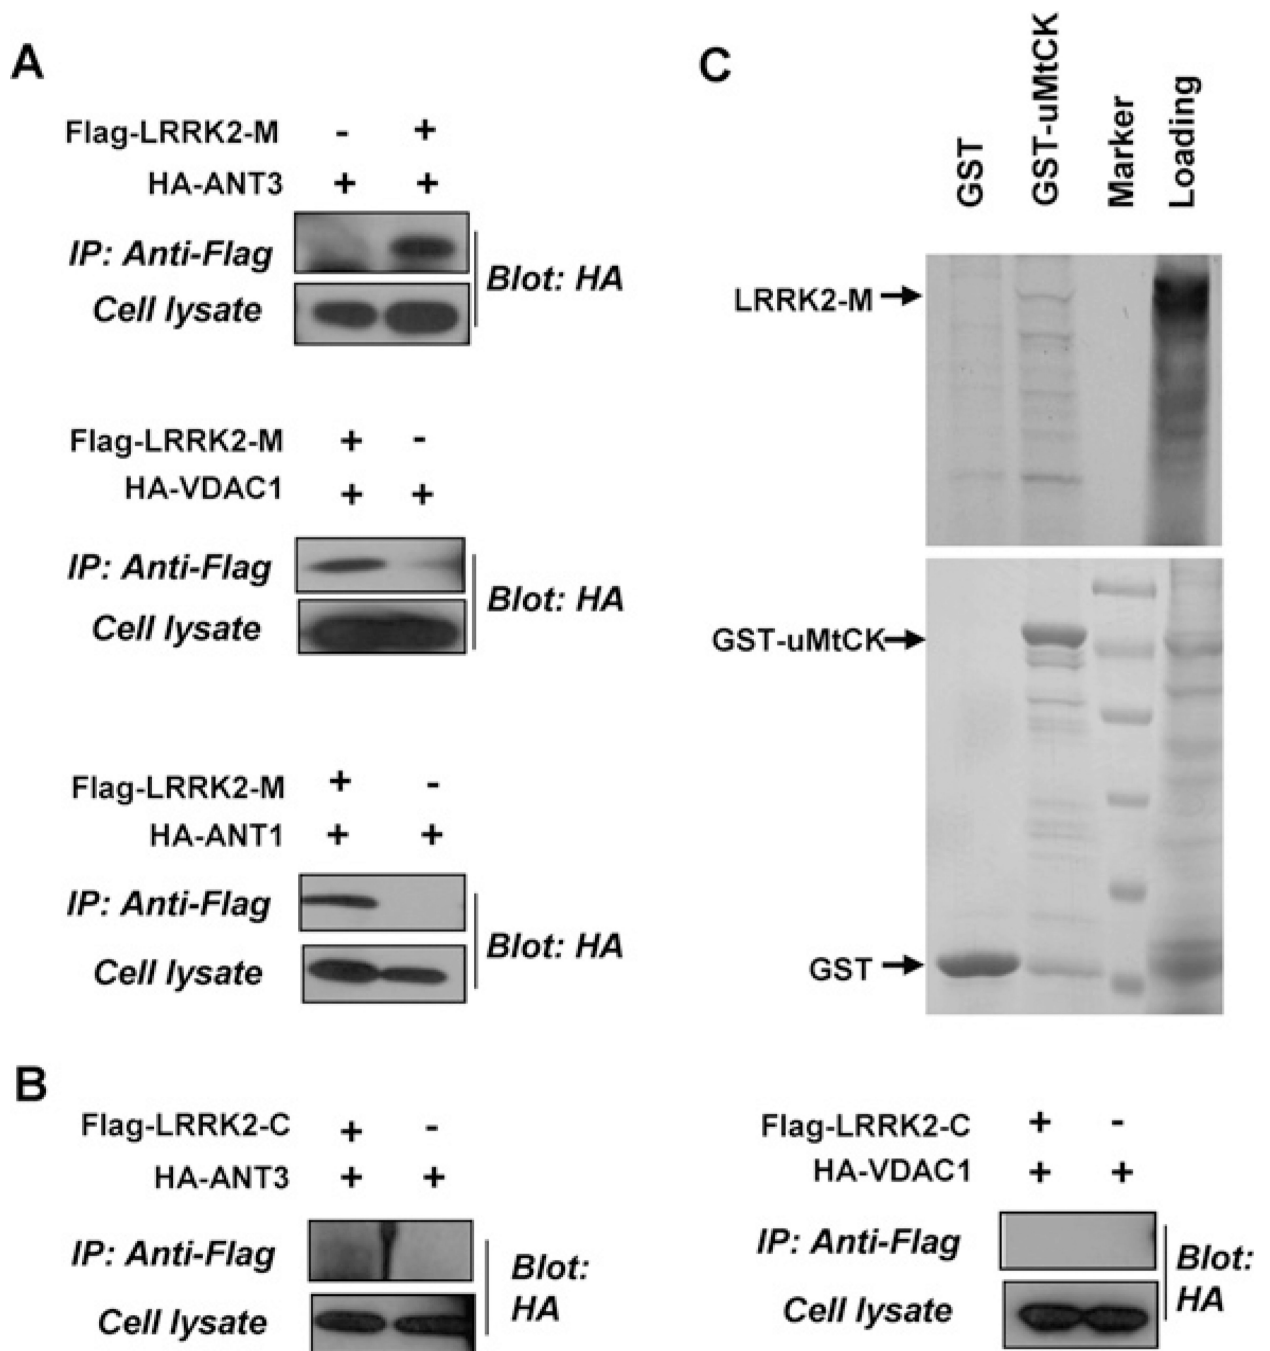 A
Flag-LRRK2-M - +
HA-ANT3 + +
IP: Anti-Flag
Cell lysate
Blot: HA
Flag-LRRK2-M + -
HA-VDAC1 + +
IP: Anti-Flag
Cell lysate
Blot: HA
Flag-LRRK2-M + -
HA-ANT1 + +
IP: Anti-Flag
Cell lysate
Blot: HA
C
GST
GST-uMtCK
Marker
Loading
LRRK2-M
GST-uMtCK
GST
B
Flag-LRRK2-C + -
HA-ANT3 + +
IP: Anti-Flag
Cell lysate
Blot:
HA
Flag-LRRK2-C + -
HA-VDAC1 + +
IP: Anti-Flag
Cell lysate
Blot:
HA